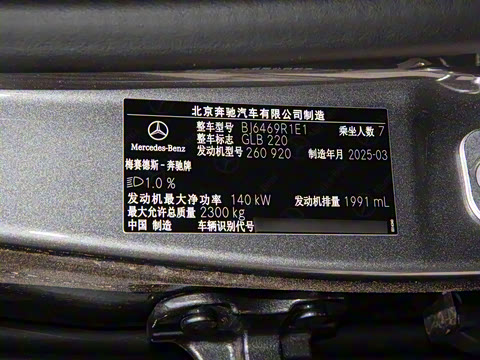 北京奔驰汽车有限公司制造
整车型号 BJ6469R1E1 乘坐人数 7
整车标志 GLB 220
发动机型号 260 920 制造年月 2025-03
Mercedes-Benz
梅赛德斯-奔驰牌
1.0 %
发动机最大净功率 140 kW 发动机排量 1991 mL
最大允许总质量 2300 kg
中国 制造 车辆识别代号